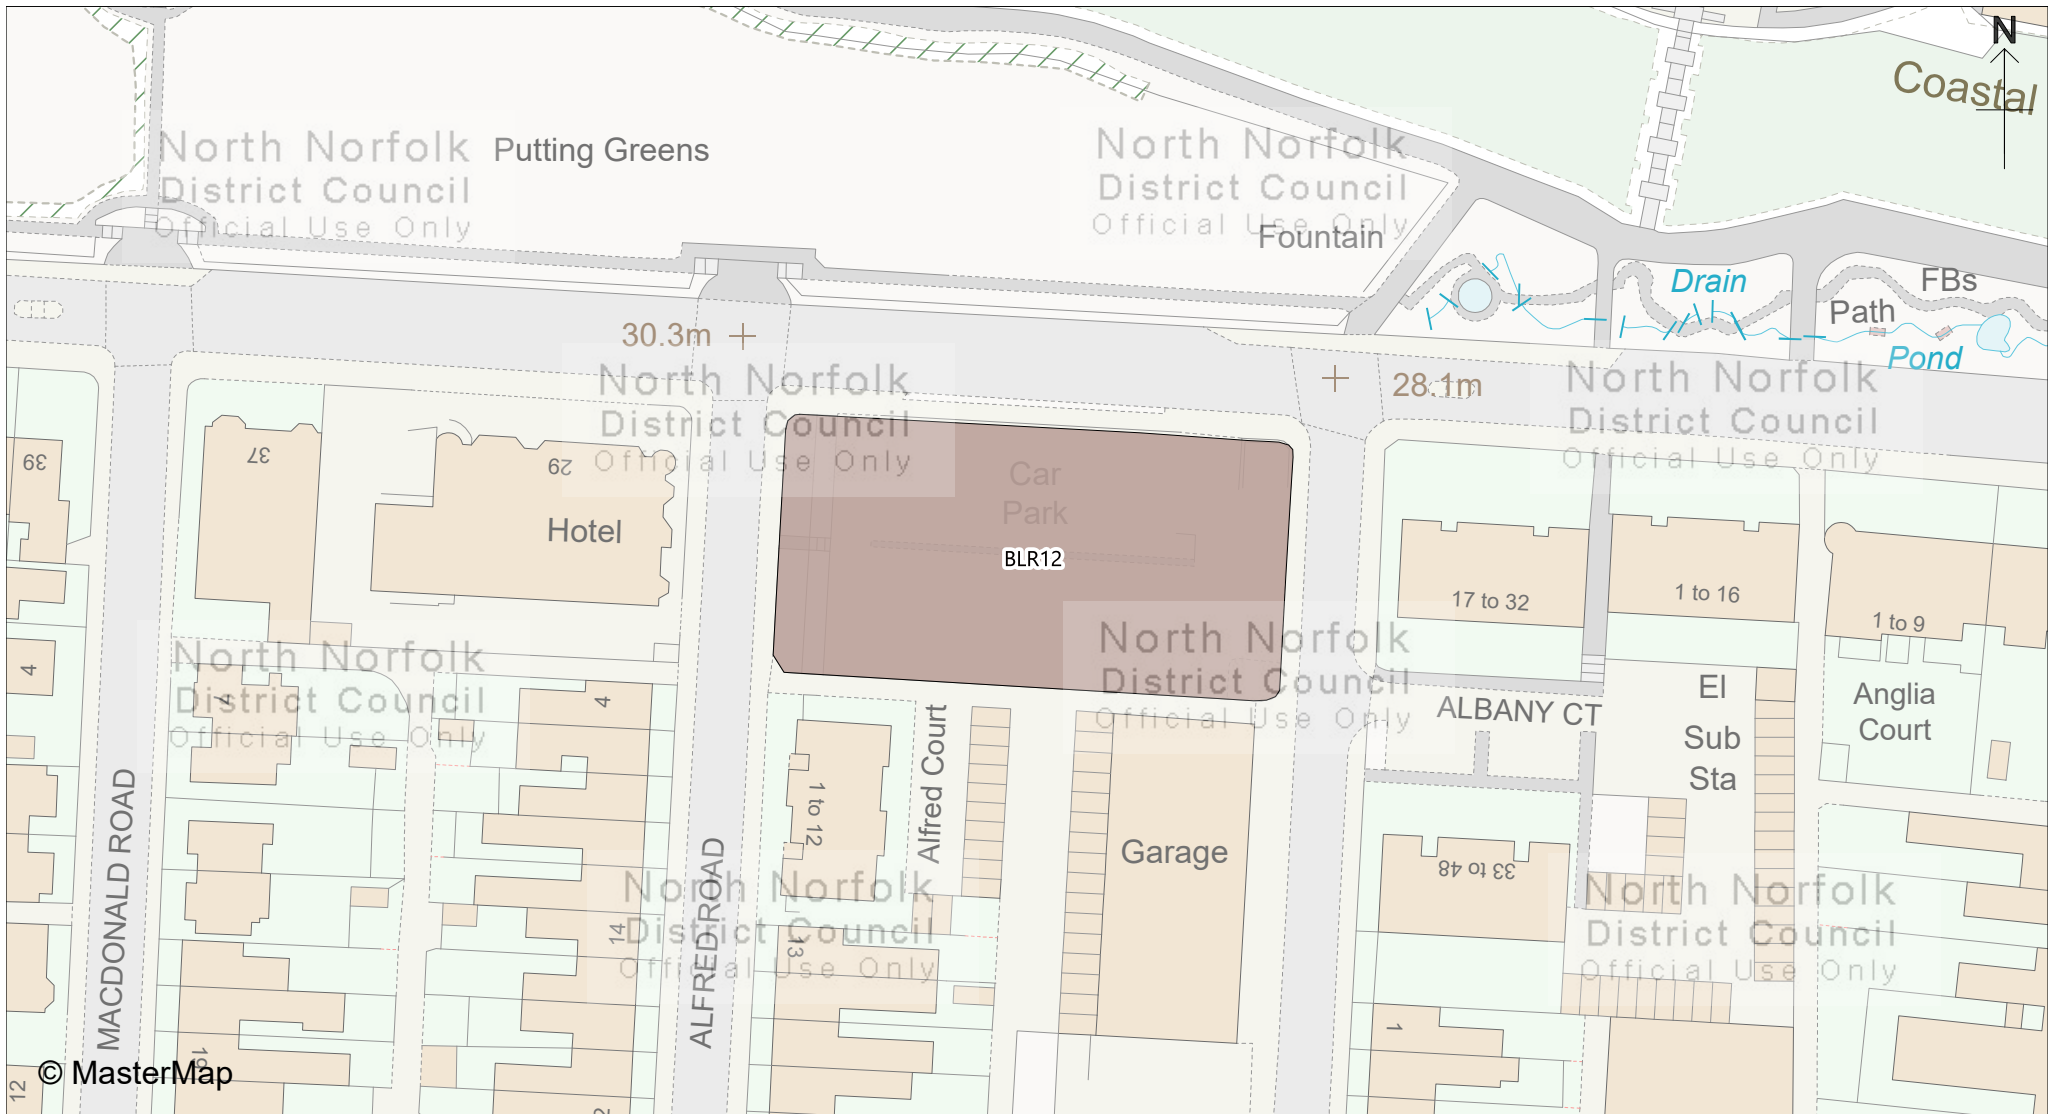 N
Coastal
North Norfolk
District Council
Official Use Only
Putting Greens
North Norfolk
District Council
Official Use Only
Fountain
Drain
FBs
Path
Pond
30.3m
28.1m
North Norfolk
District Council
Official Use Only
North Norfolk
District Council
Official Use Only
39
37
29
Hotel
Car
Park
BLR12
17 to 32
1 to 16
1 to 9
North Norfolk
District Council
Official Use Only
North Norfolk
District Council
Official Use Only
4
7
4
ALBANY CT
El
Sub
Sta
Anglia
Court
MACDONALD ROAD
ALFRED ROAD
1 to 12
Alfred Court
Garage
33 to 48
North Norfolk
District Council
Official Use Only
North Norfolk
District Council
Official Use Only
14
13
1
19
12
© MasterMap